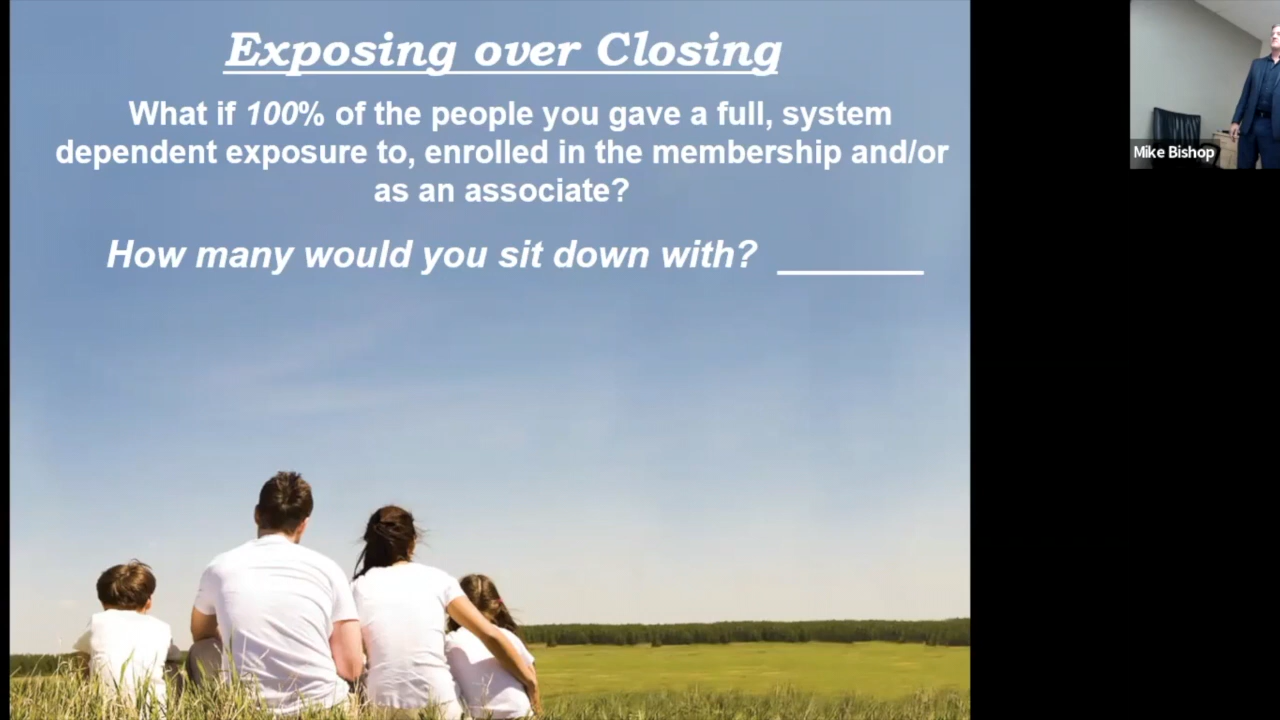 Exposing over Closing
What if 100% of the people you gave a full, system
dependent exposure to, enrolled in the membership and/or
as an associate?
How many would you sit down with? _______
Mike Bishop